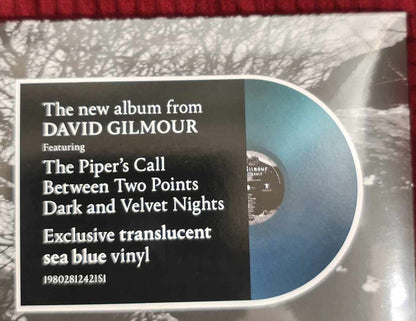 The new album from
DAVID GILMOUR
Featuring
The Piper's Call
Between Two Points
Dark and Velvet Nights
Exclusive translucent
sea blue vinyl
19802812421S1